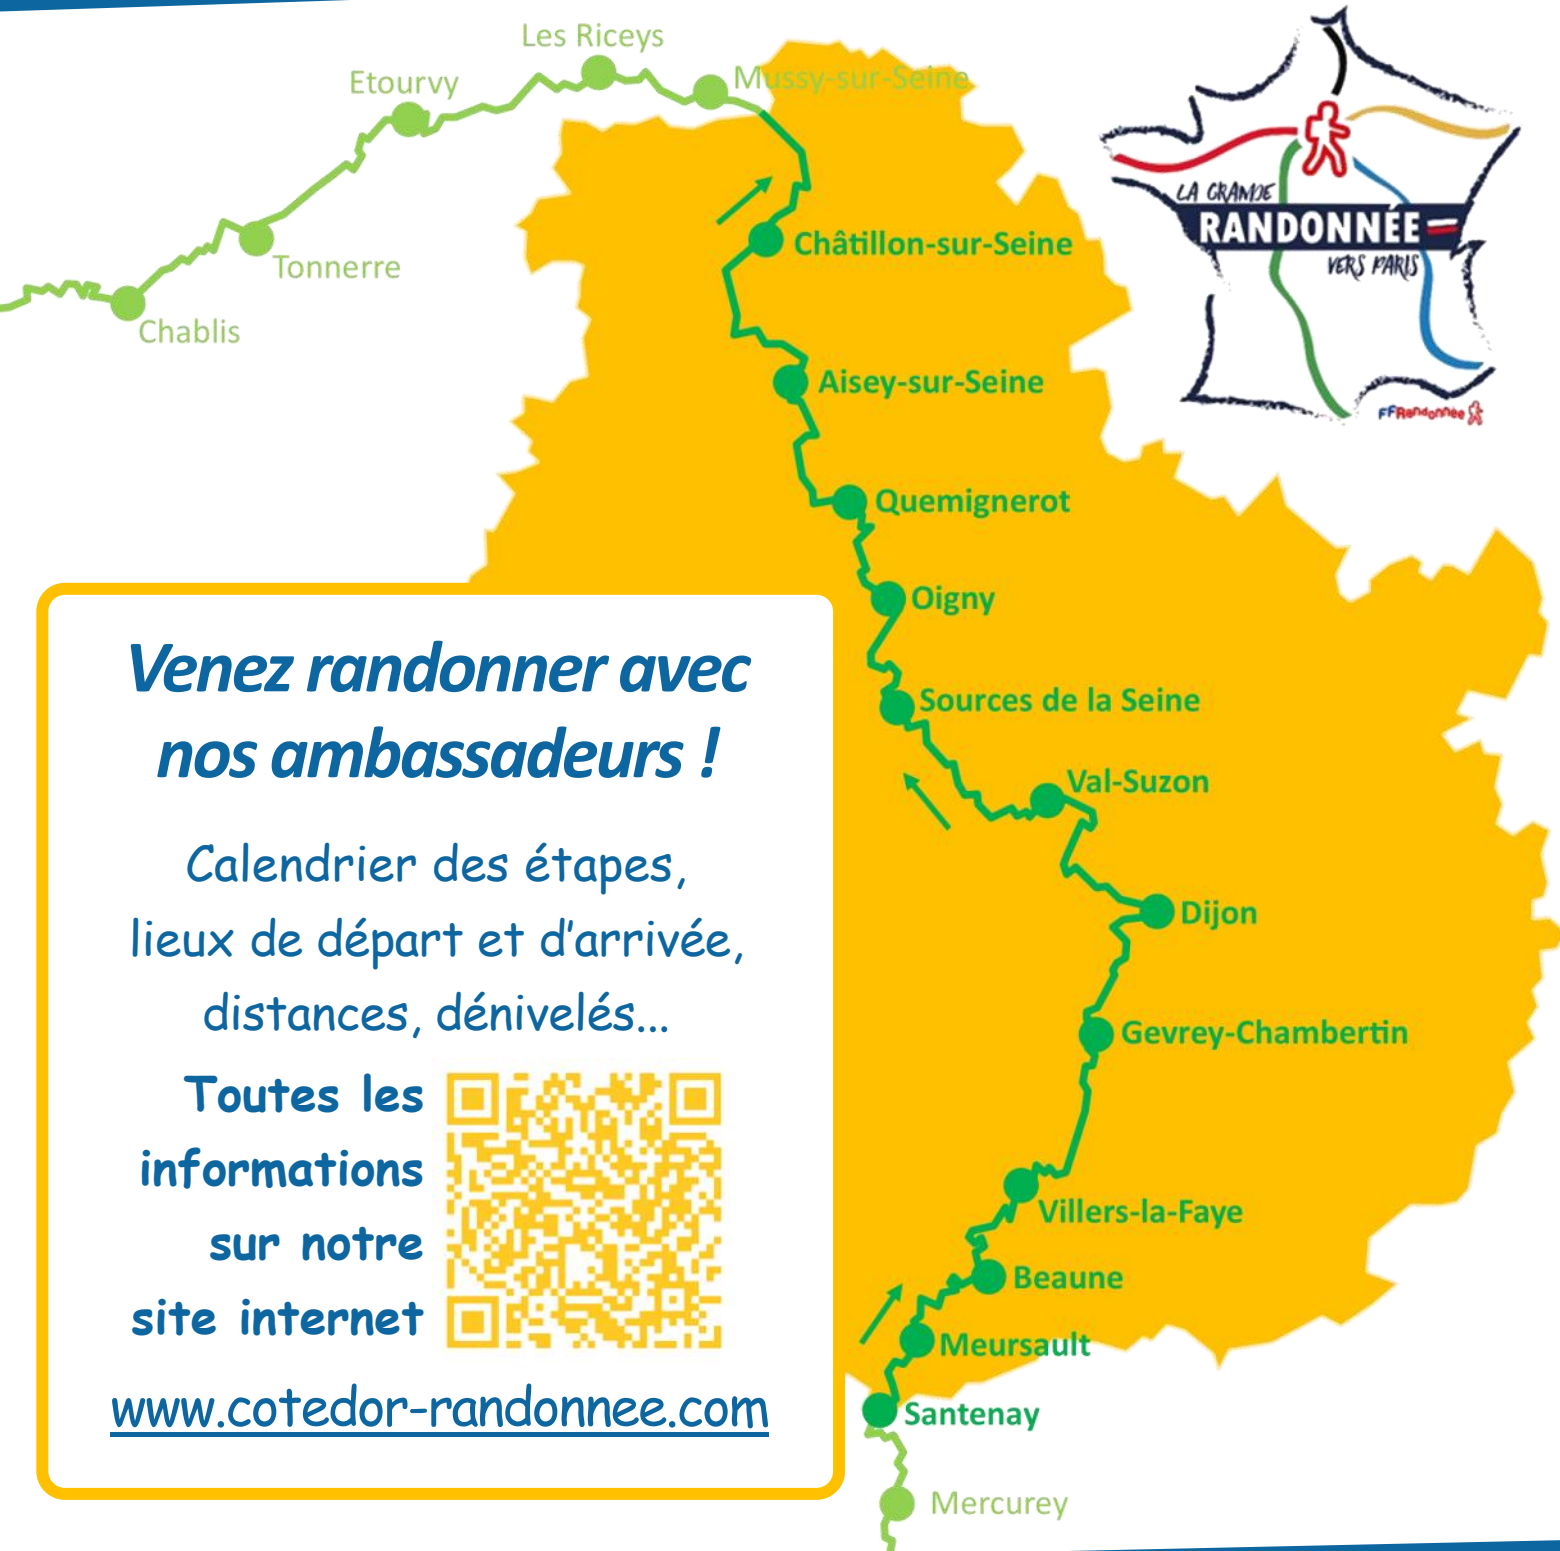 Les Riceys
Etourvy
Mussy-sur-Seine
Tonnerre
Chablis
LA GRANDE
RANDONNÉE
VERS PARIS
FFRandonnée
Châtillon-sur-Seine
Aisey-sur-Seine
Quemignerot
Oigny
Sources de la Seine
Val-Suzon
Dijon
Gevrey-Chambertin
Villers-la-Faye
Beaune
Meursault
Santenay
Mercurey
Venez randonner avec
nos ambassadeurs !
Calendrier des étapes,
lieux de départ et d’arrivée,
distances, dénivelés...
Toutes les
informations
sur notre
site internet
www.cotedor-randonnee.com